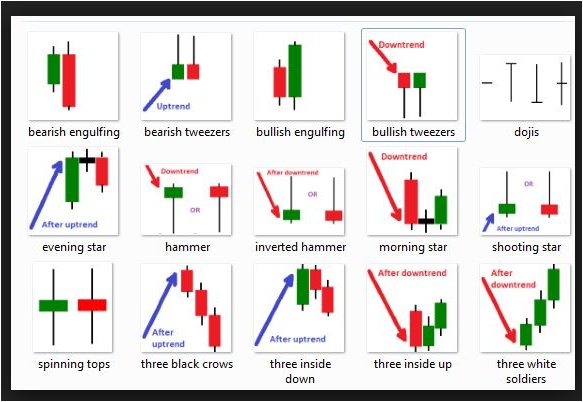 Downtrend
Uptrend
bearish engulfing
bearish tweezers
bullish engulfing
bullish tweezers
dojis
Downtrend
Downtrend
After downtrend
OR
OR
OR
After uptrend
After uptrend
evening star
hammer
inverted hammer
morning star
shooting star
After downtrend
After
downtrend
After
uptrend
After uptrend
spinning tops
three black crows
three inside
down
three inside up
three white
soldiers